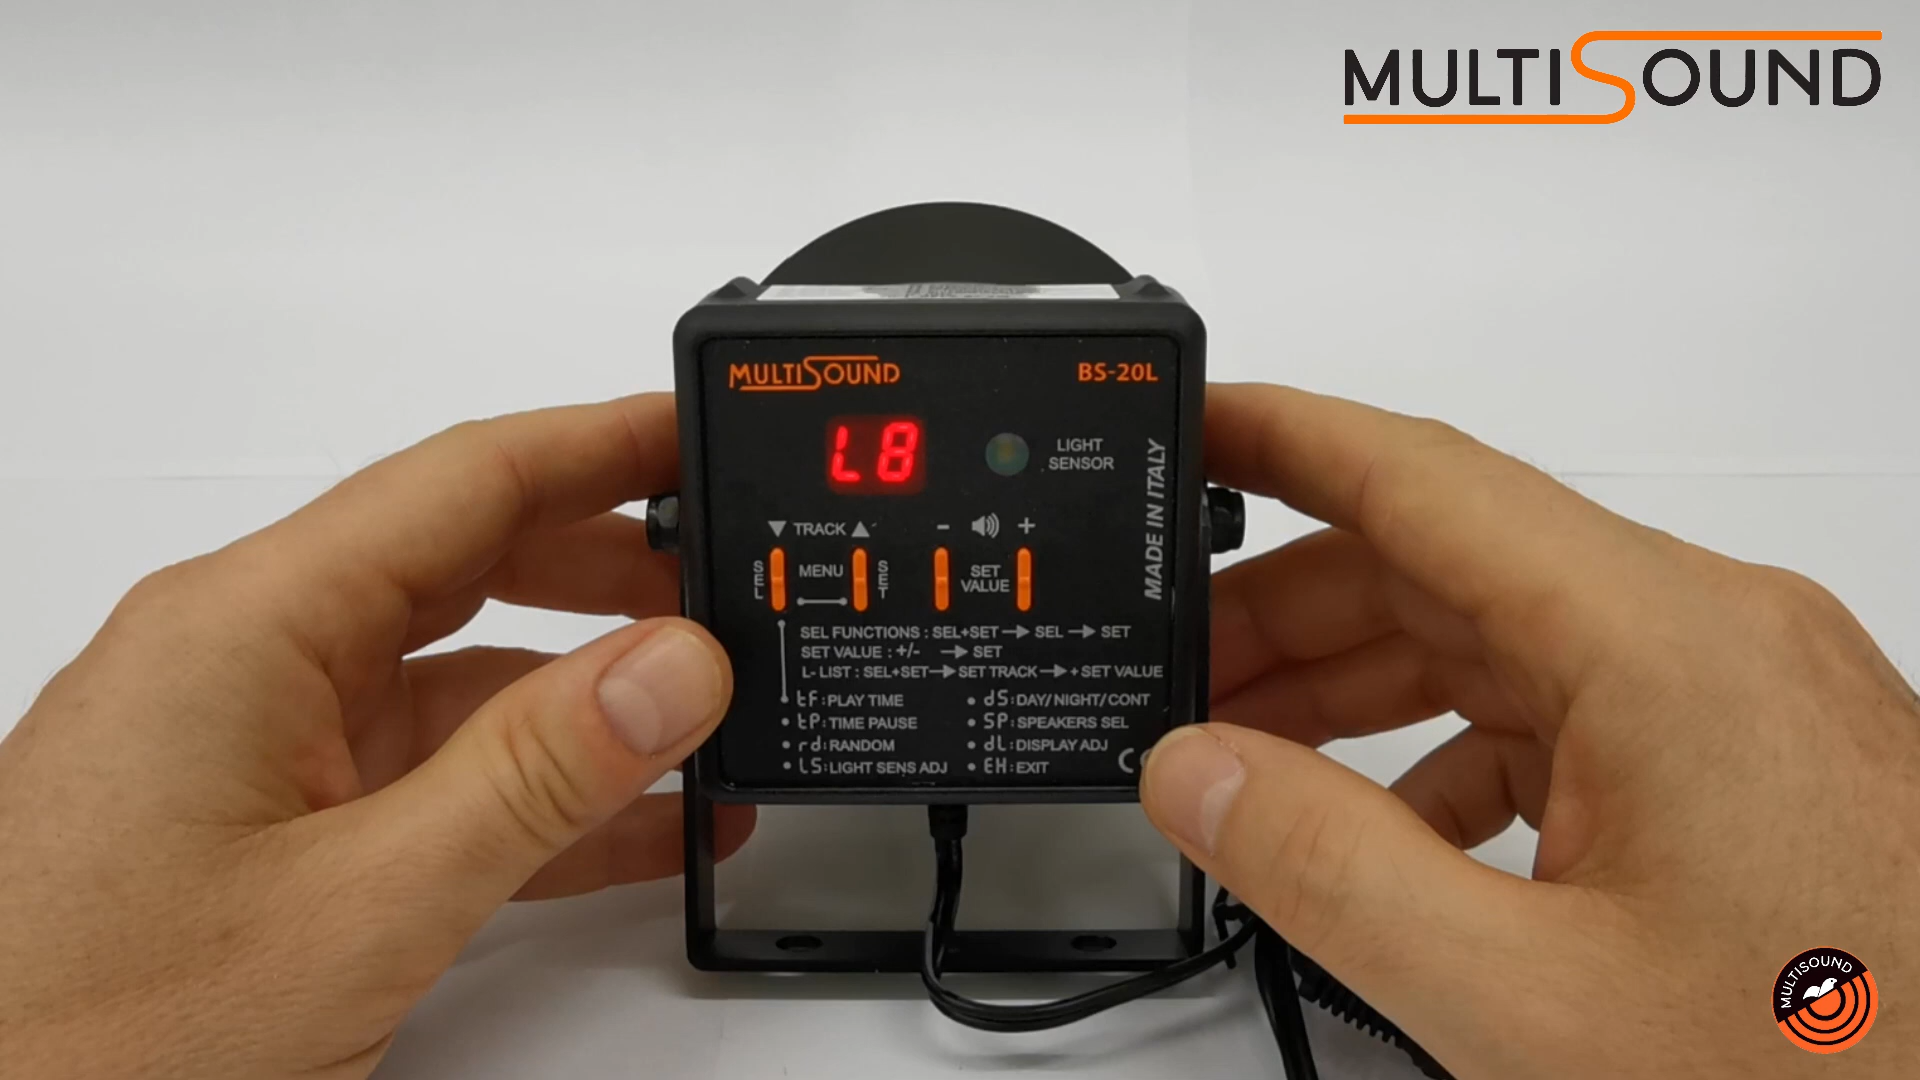 MULTISOUND
MULTISOUND BS-20L
L8
LIGHT
SENSOR
MADE IN ITALY
▼ TRACK ▲ - +
SEL MENU SET SET
VALUE
SEL FUNCTIONS : SEL+SET → SEL → SET
SET VALUE : +/- → SET
L- LIST : SEL+SET → SET TRACK → + SET VALUE
tF: PLAY TIME
• tP: TIME PAUSE
• rd: RANDOM
• LS: LIGHT SENS ADJ
• dS: DAY/ NIGHT/ CONT
• SP: SPEAKERS SEL
• dL: DISPLAY ADJ
• EH: EXIT
MULTISOUND